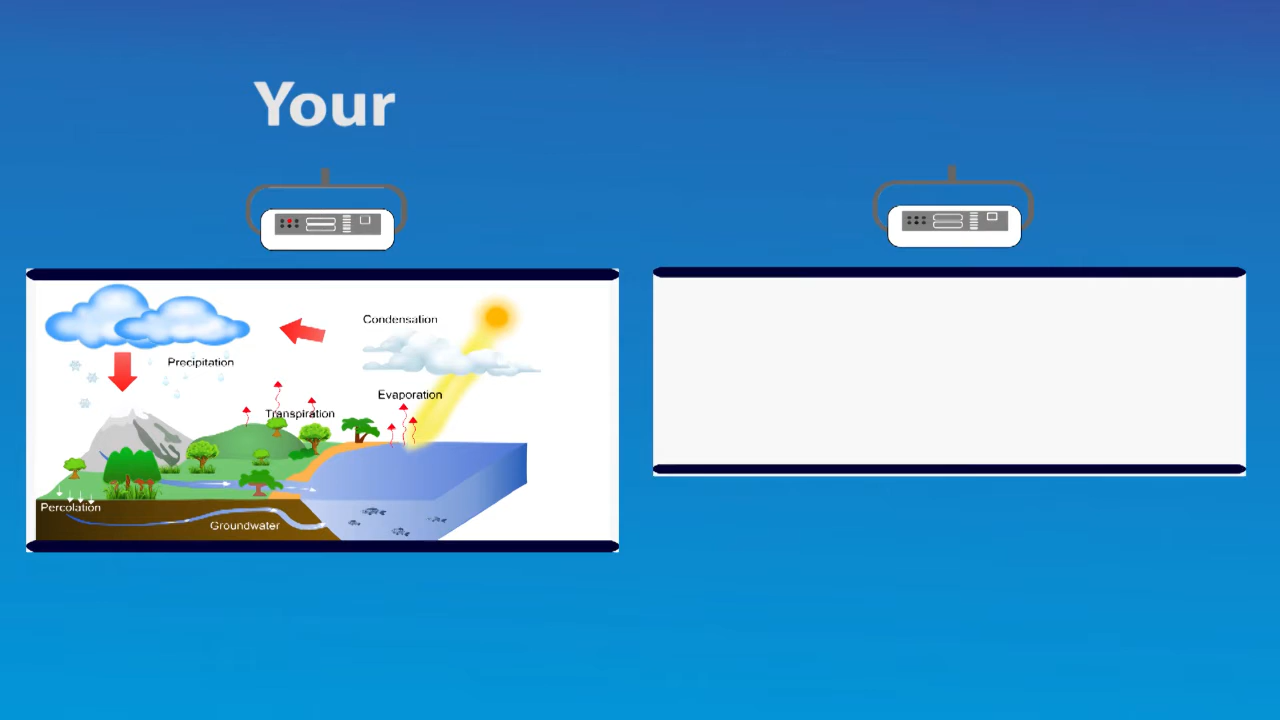 Your
Condensation
Precipitation
Evaporation
Transpiration
Percolation
Groundwater